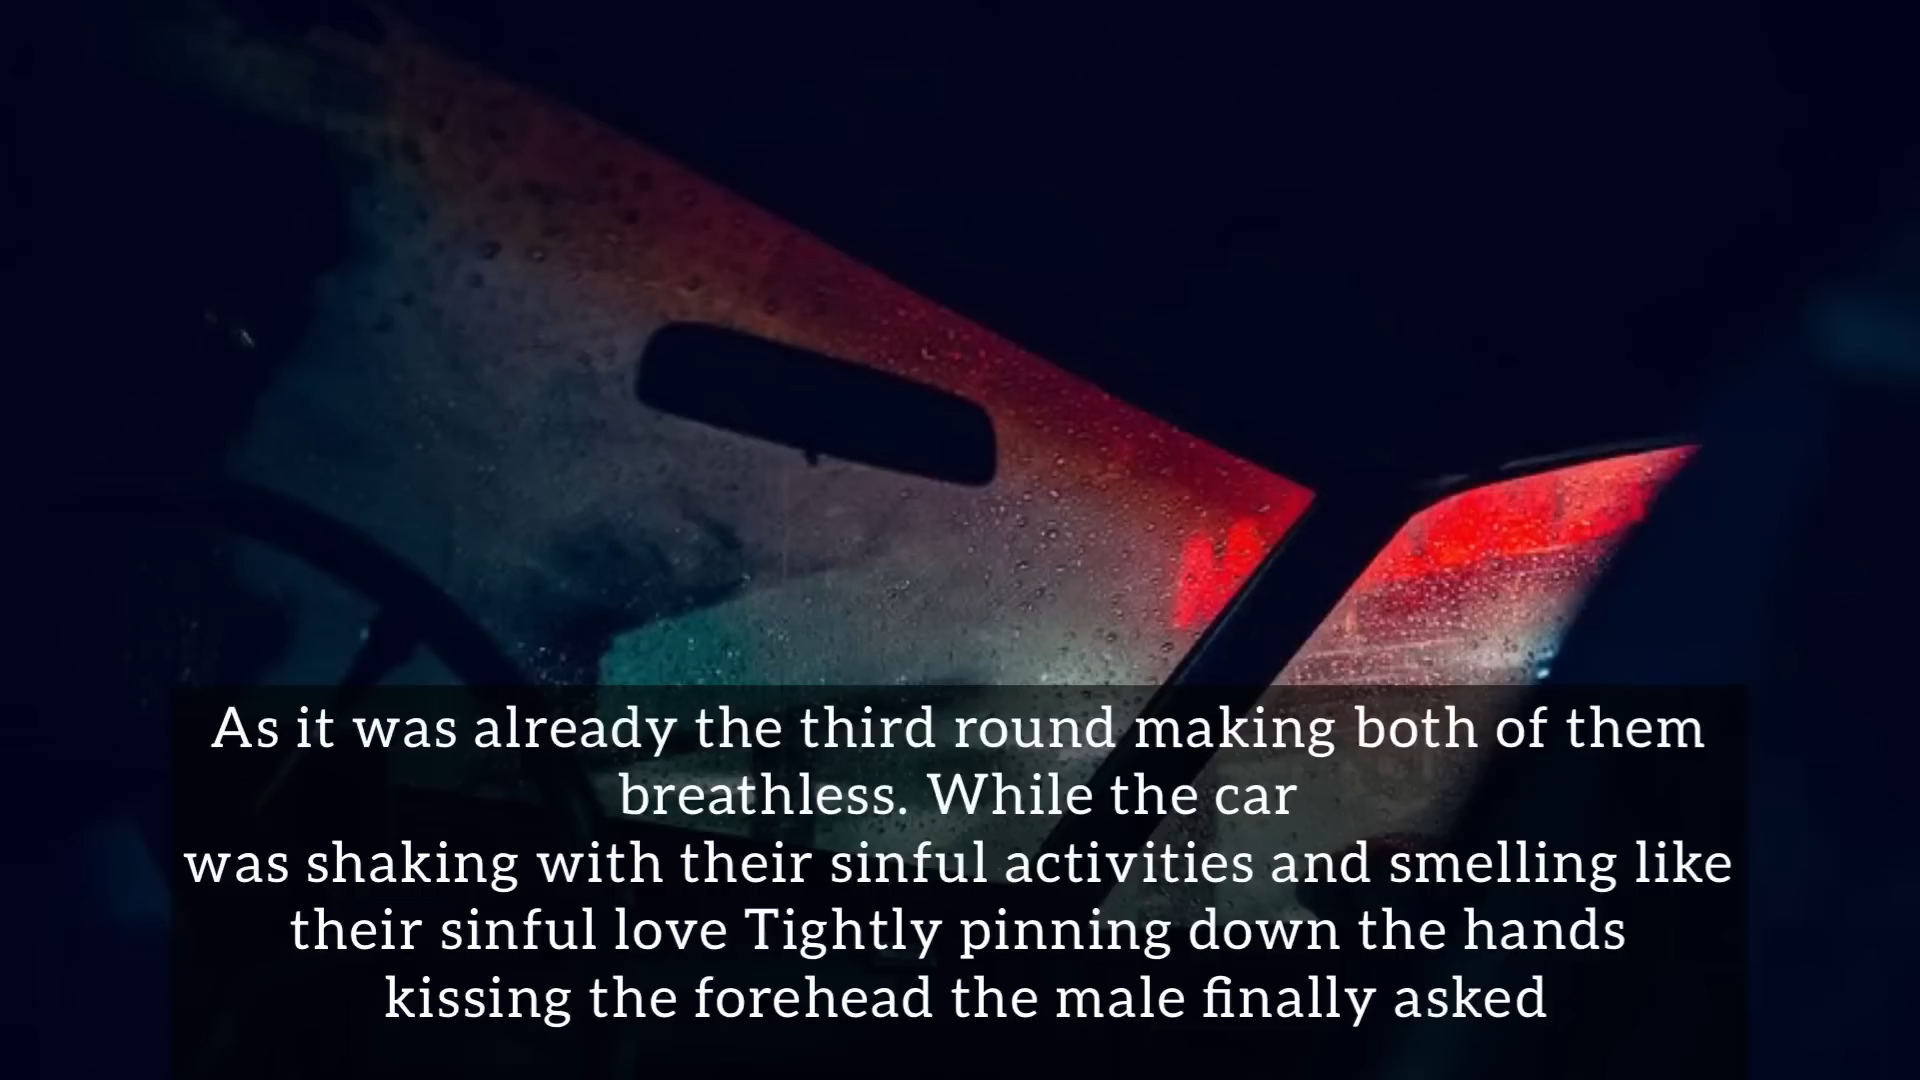 As it was already the third round making both of them
breathless. While the car
was shaking with their sinful activities and smelling like
their sinful love Tightly pinning down the hands
kissing the forehead the male finally asked